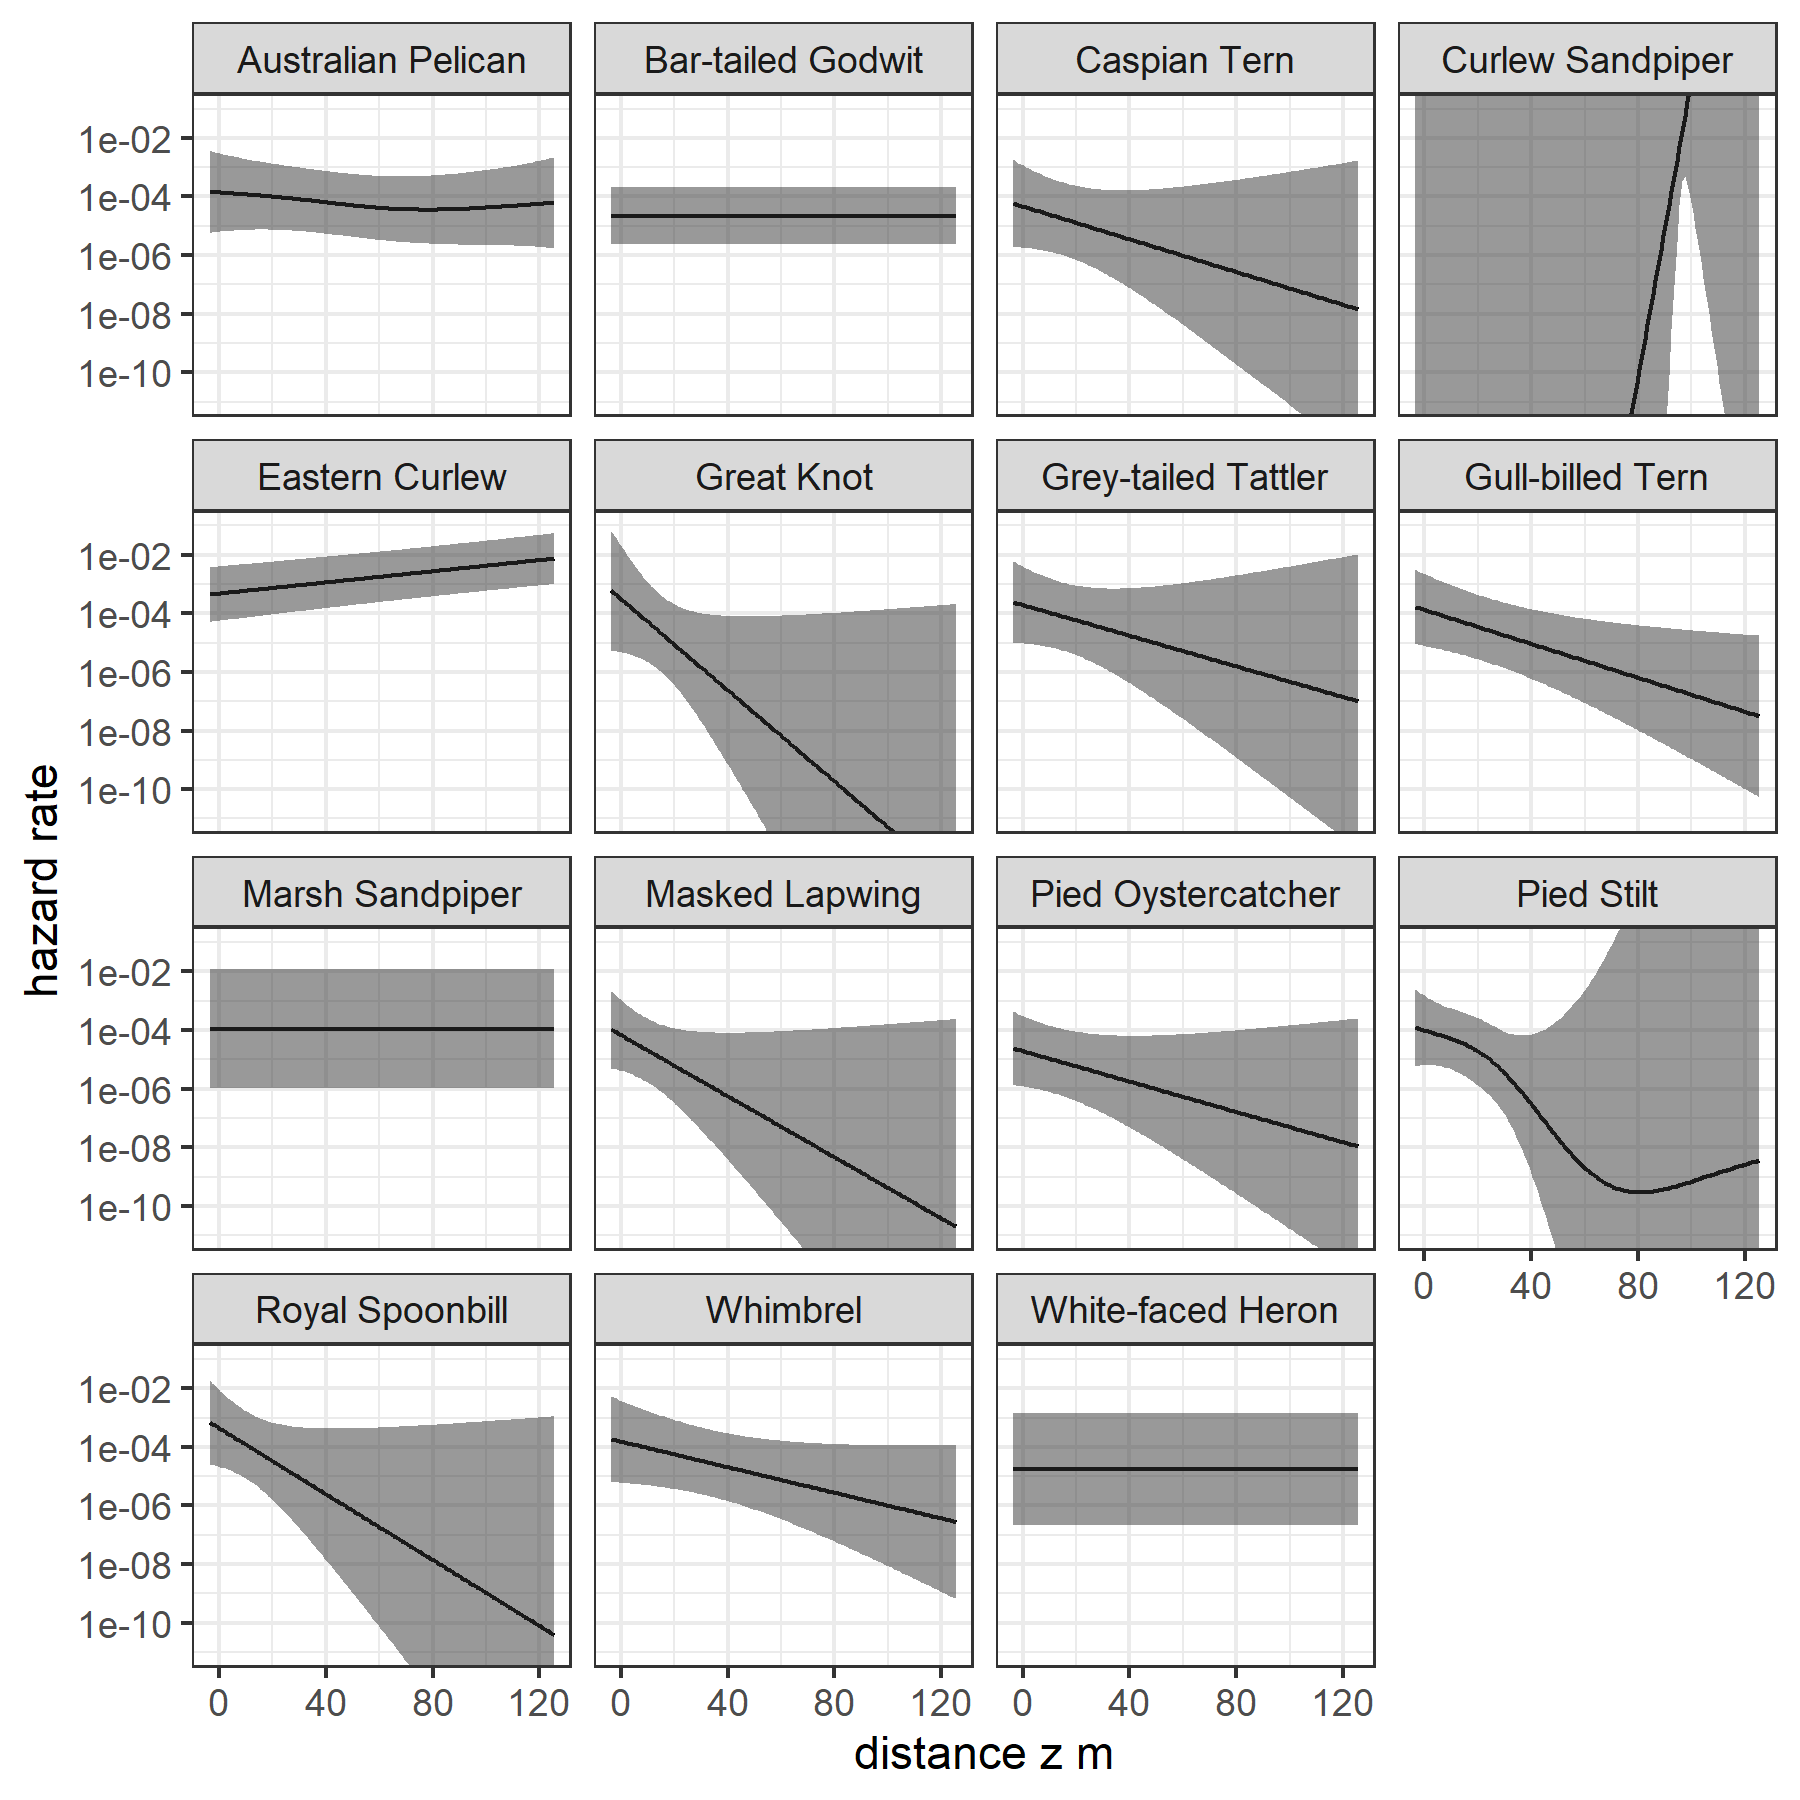 Australian Pelican
Bar-tailed Godwit
Caspian Tern
Curlew Sandpiper
1e-02
1e-04
1e-06
1e-08
1e-10
Eastern Curlew
Great Knot
Grey-tailed Tattler
Gull-billed Tern
1e-02
1e-04
1e-06
1e-08
1e-10
hazard rate
Marsh Sandpiper
Masked Lapwing
Pied Oystercatcher
Pied Stilt
1e-02
1e-04
1e-06
1e-08
1e-10
0 40 80 120
Royal Spoonbill
Whimbrel
White-faced Heron
1e-02
1e-04
1e-06
1e-08
1e-10
0 40 80 120
0 40 80 120
0 40 80 120
distance z m